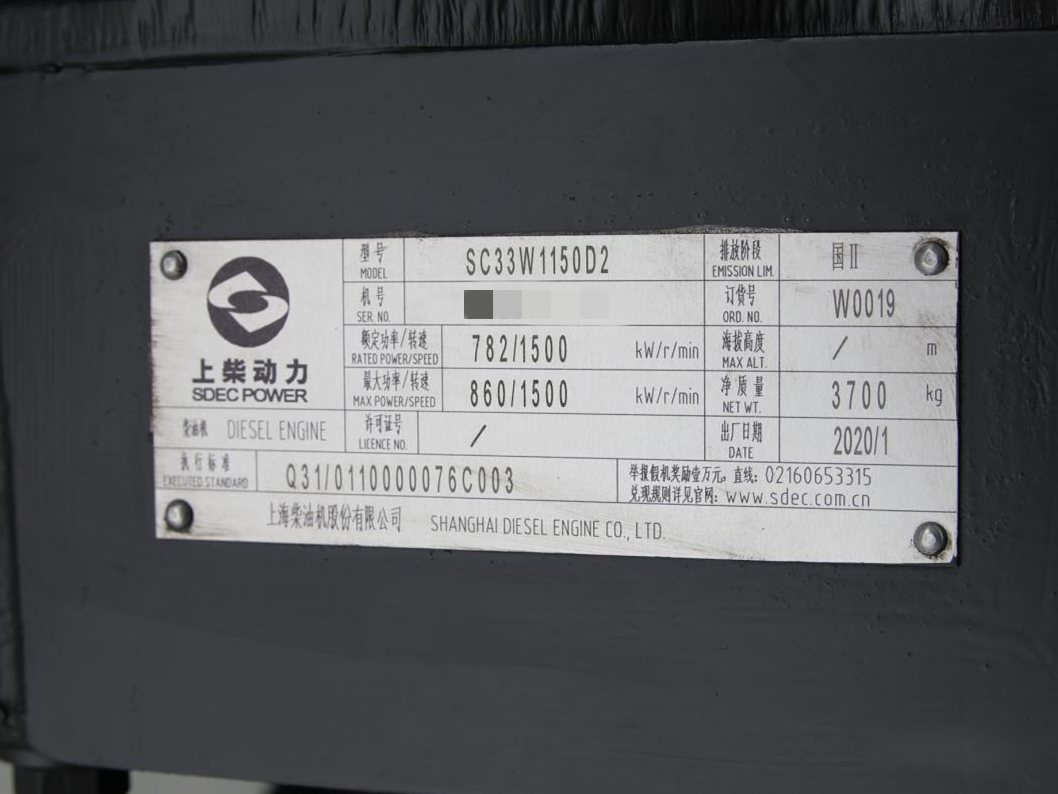 上柴动力
SDEC POWER
柴油机 DIESEL ENGINE
型号 MODEL SC33W1150D2
排放阶段 EMISSION LIM. 国Ⅱ
机号 SER. NO.
订货号 ORD. NO. W0019
额定功率/转速 RATED POWER/SPEED 782/1500 kW/r/min
海拔高度 MAX ALT. / m
最大功率/转速 MAX POWER/SPEED 860/1500 kW/r/min
净质量 NET WT. 3700 kg
许可证号 LICENCE NO. /
出厂日期 DATE 2020/1
执行标准 EXECUTED STANDARD Q31/0110000076C003
举报假机奖励壹万元，直线: 02160653315
兑现规则详见官网: www.sdec.com.cn
上海柴油机股份有限公司 SHANGHAI DIESEL ENGINE CO., LTD.